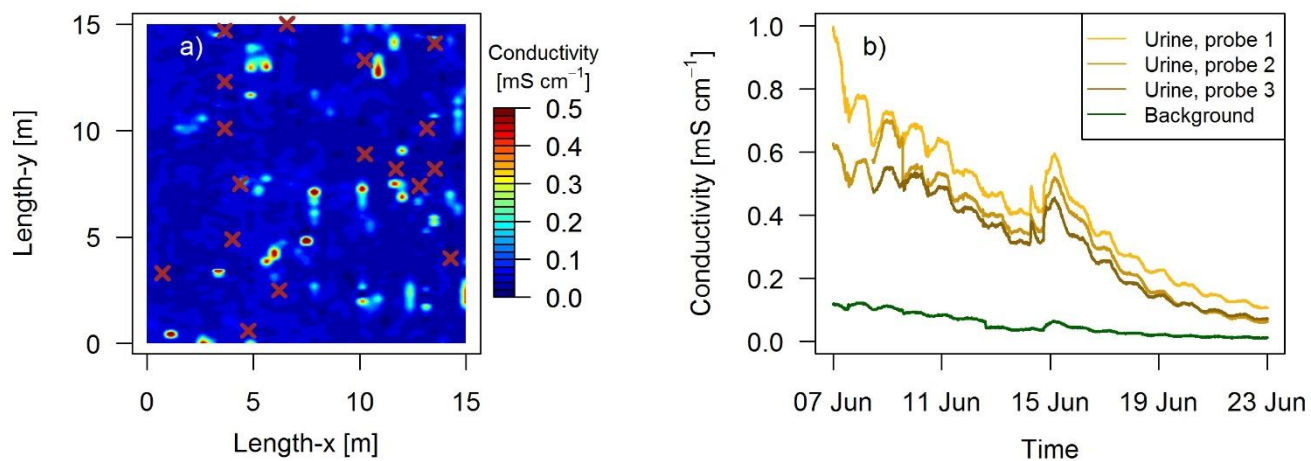 a)
Length-y [m]
15
10
5
0
0 5 10 15
Length-x [m]
Conductivity
[mS cm⁻¹]
0.5
0.4
0.3
0.2
0.1
0.0
b)
Conductivity [mS cm⁻¹]
1.0
0.8
0.6
0.4
0.2
0.0
Urine, probe 1
Urine, probe 2
Urine, probe 3
Background
07 Jun 11 Jun 15 Jun 19 Jun 23 Jun
Time